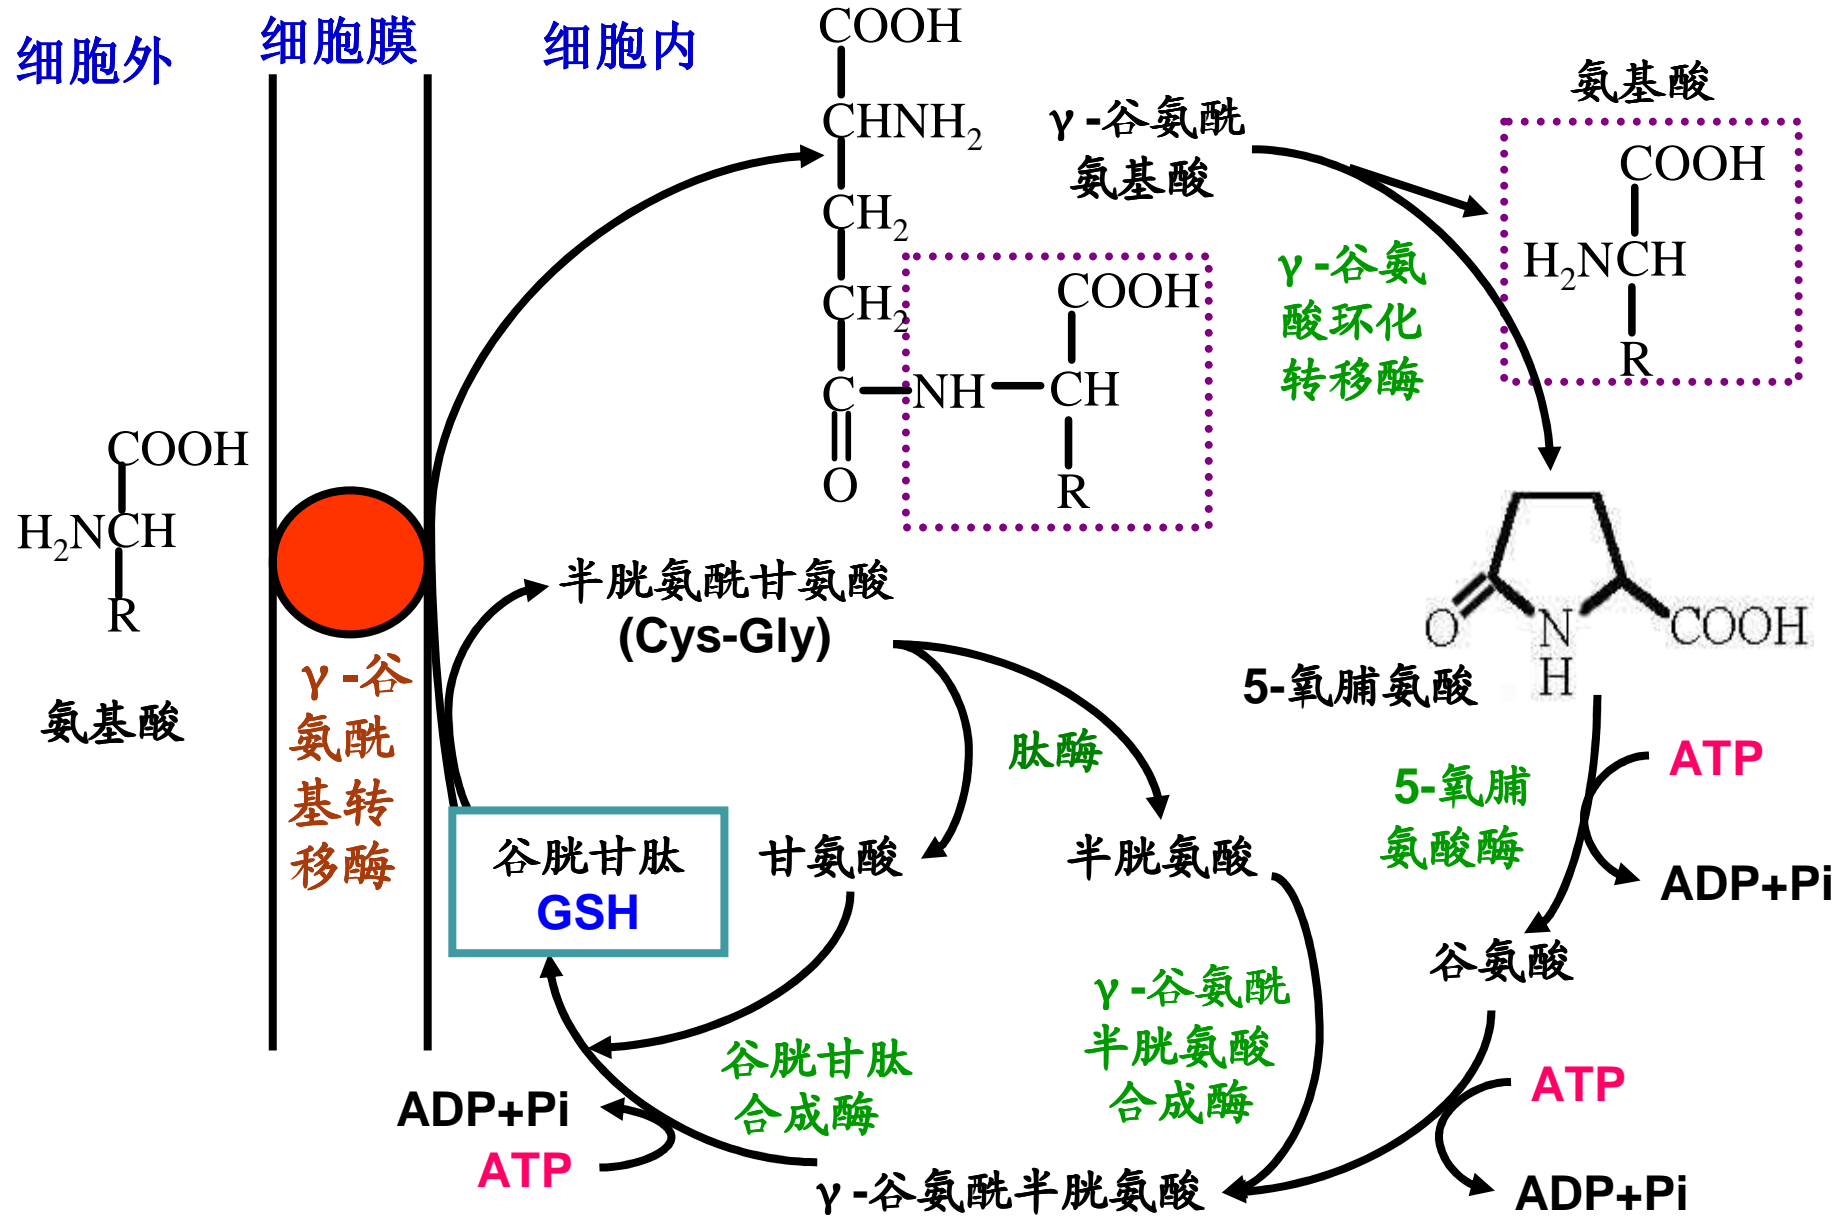 细胞外
细胞膜
细胞内
COOH
CHNH2
CH2
CH2
C
NH
CH
COOH
R
O
γ-谷氨酰
氨基酸
氨基酸
COOH
H2NCH
R
γ-谷氨
酸环化
转移酶
COOH
H2NCH
R
氨基酸
γ-谷
氨酰
基转
移酶
半胱氨酰甘氨酸
(Cys-Gly)
肽酶
O
N
H
COOH
5-氧脯氨酸
ATP
5-氧脯
氨酸酶
ADP+Pi
谷胱甘肽
GSH
甘氨酸
半胱氨酸
谷氨酸
γ-谷氨酰
半胱氨酸
合成酶
谷胱甘肽
合成酶
ATP
ADP+Pi
ADP+Pi
ATP
γ-谷氨酰半胱氨酸